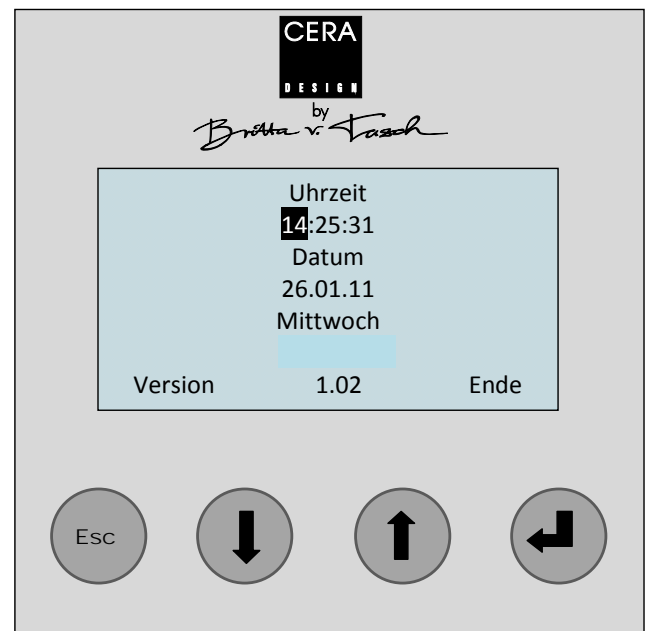 CERA
DESIGN
by
Britta v. Tasch
Uhrzeit
14:25:31
Datum
26.01.11
Mittwoch
Version 1.02 Ende
Esc